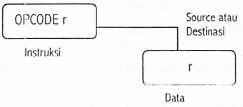 OPCODE r
Source atau
Destinasi
Instruksi
r
Data